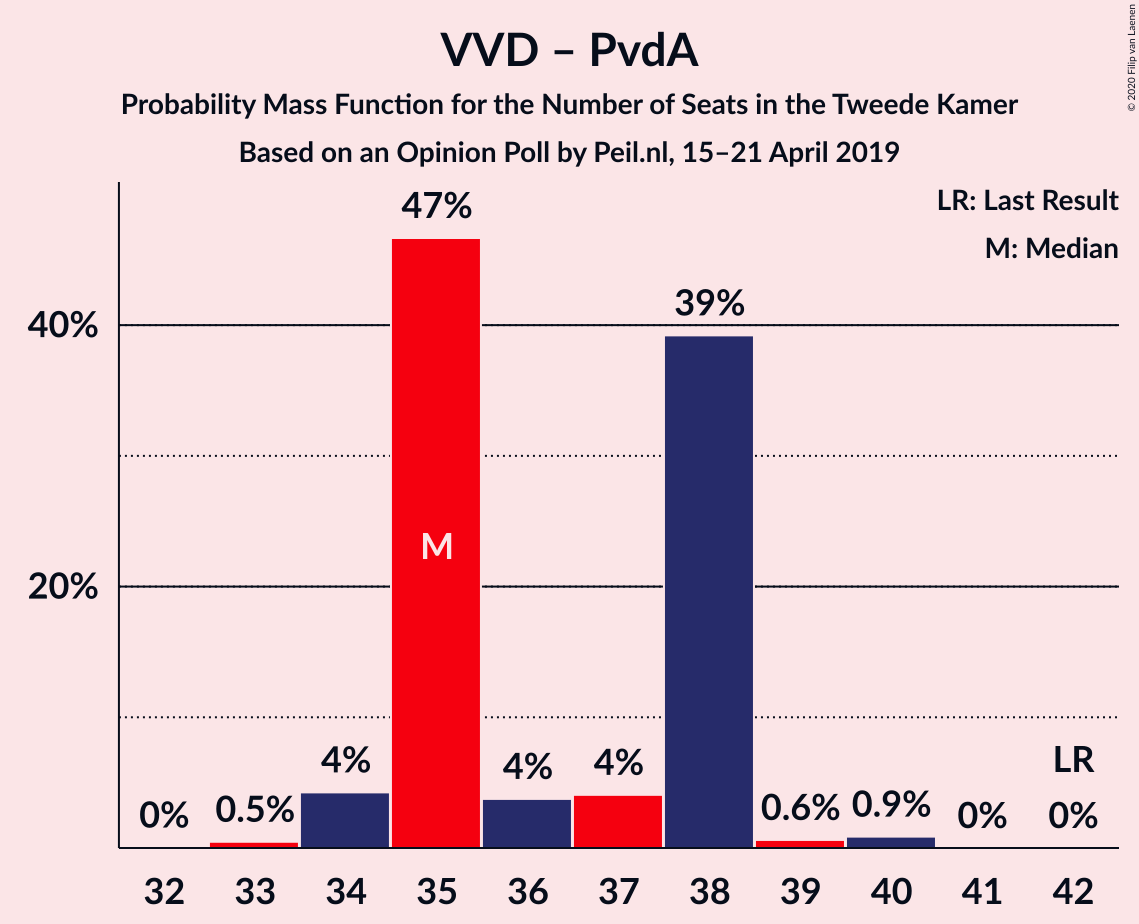 VVD – PvdA
Probability Mass Function for the Number of Seats in the Tweede Kamer
Based on an Opinion Poll by Peil.nl, 15–21 April 2019
© 2020 Filip van Laenen
LR: Last Result
M: Median
40%
20%
0%
0.5%
4%
47%
M
4%
4%
39%
0.6%
0.9%
0%
LR
0%
32 33 34 35 36 37 38 39 40 41 42